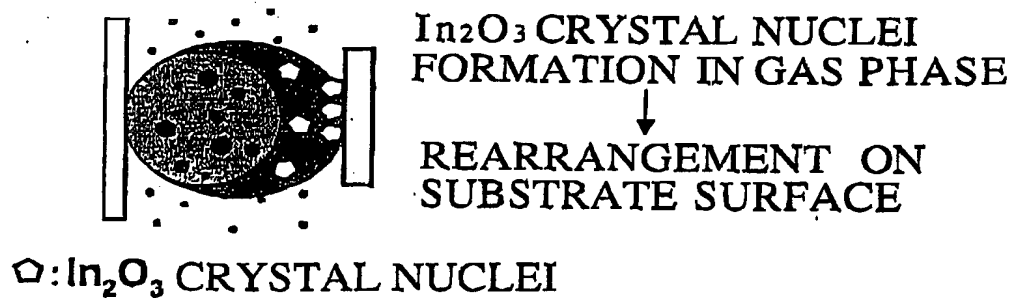 In₂O₃ CRYSTAL NUCLEI
FORMATION IN GAS PHASE
↓
REARRANGEMENT ON
SUBSTRATE SURFACE
⬠:In₂O₃ CRYSTAL NUCLEI